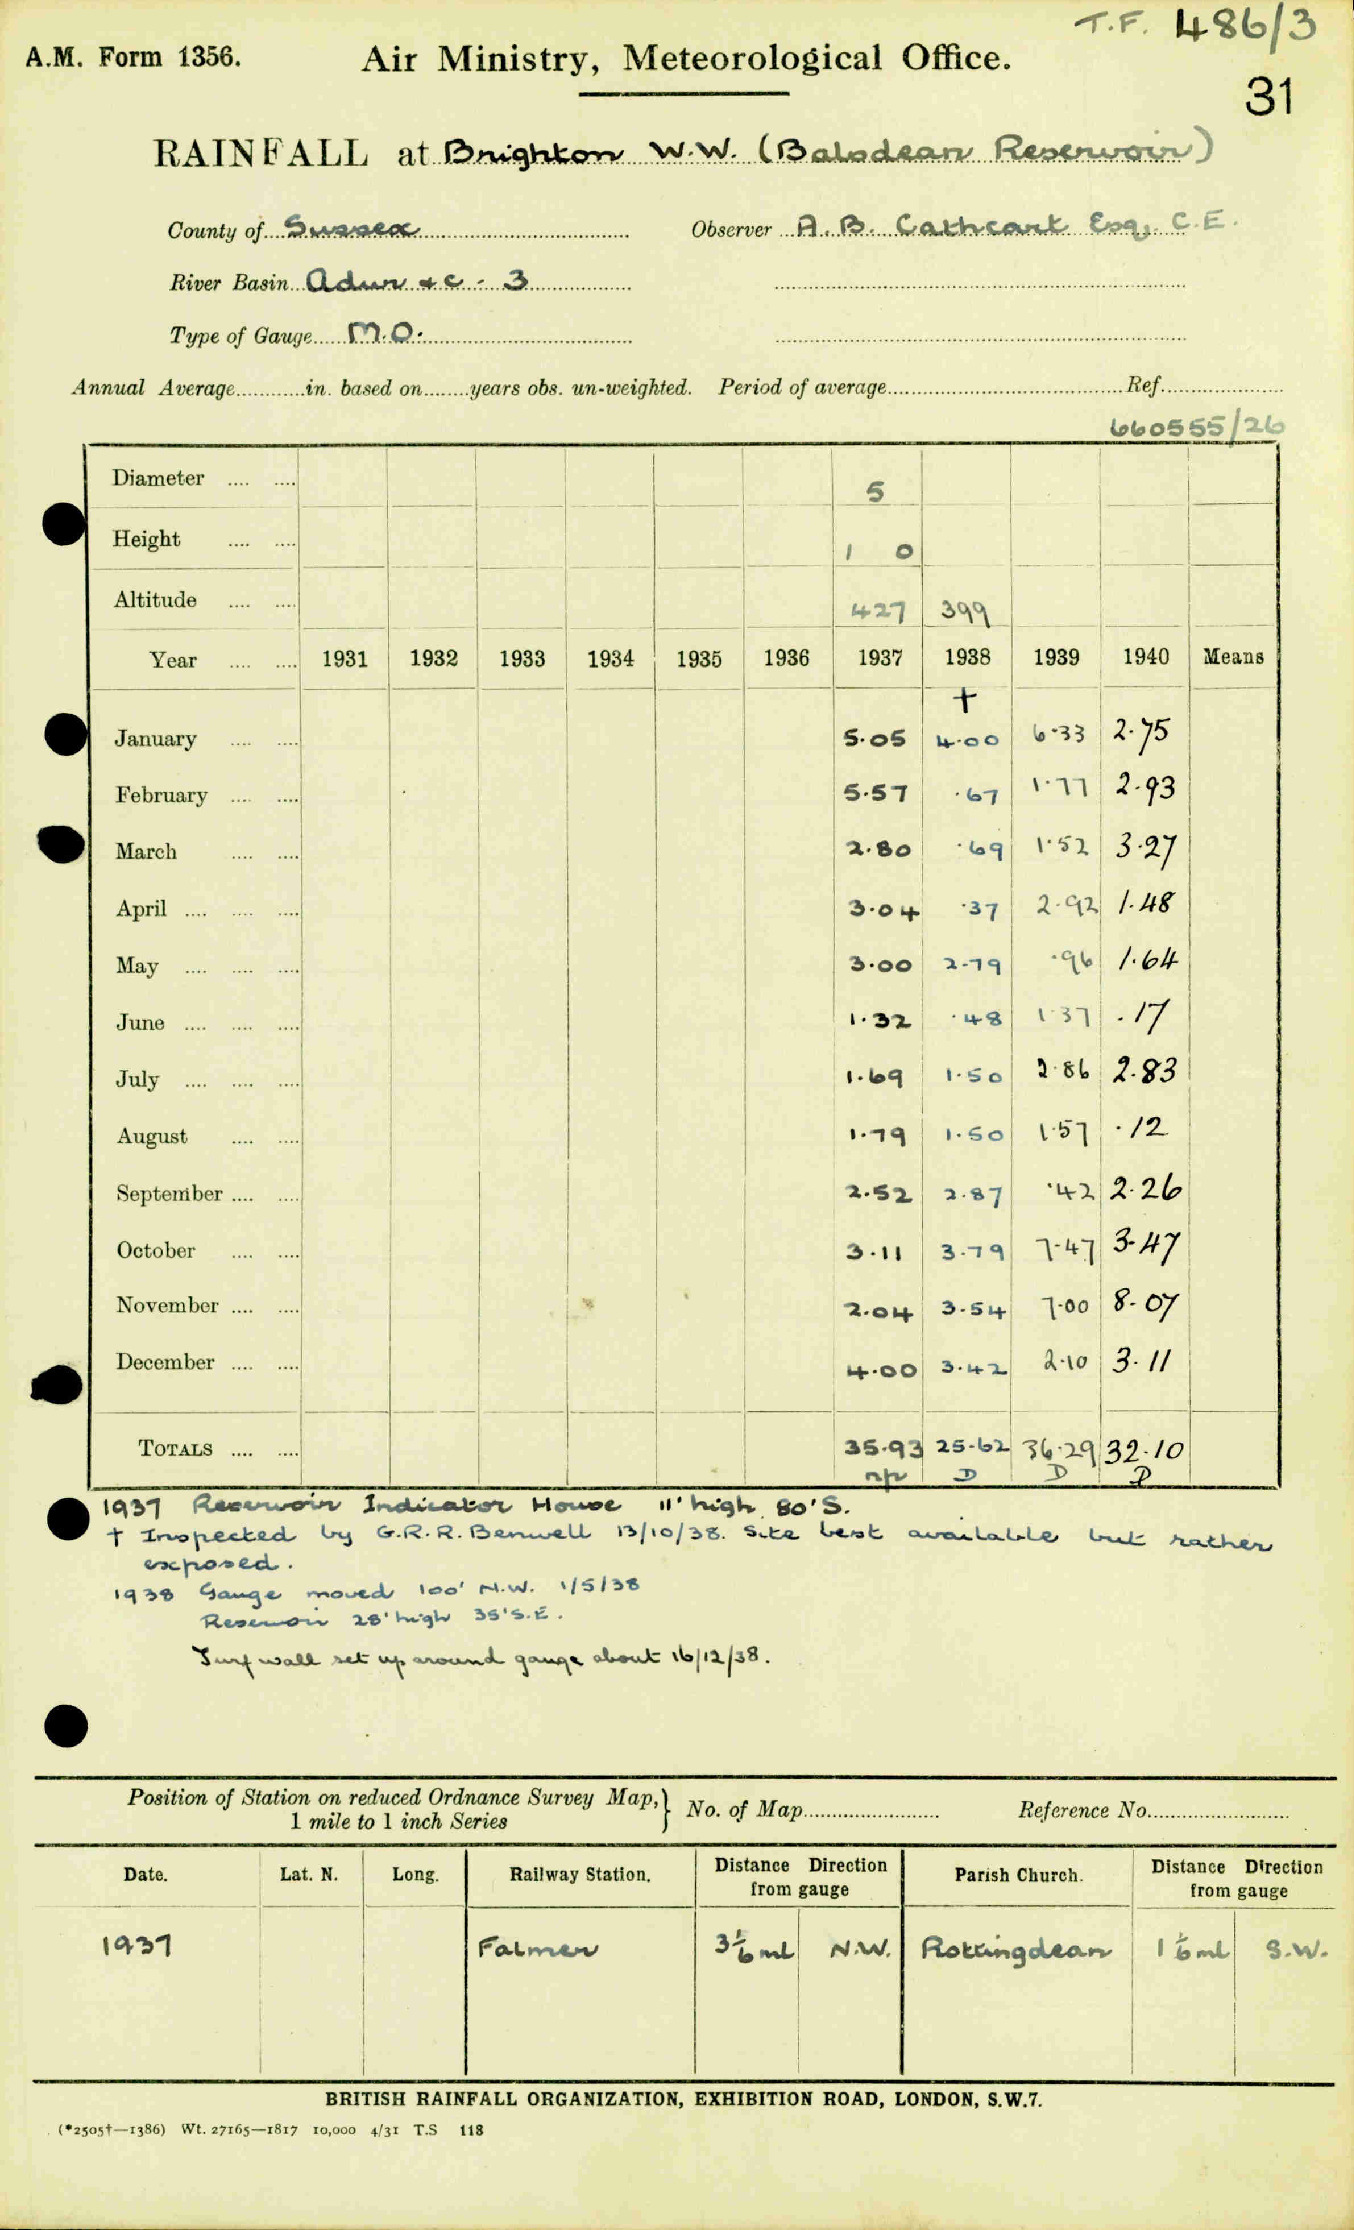 T.F. 486/3
A.M. Form 1356.
Air Ministry, Meteorological Office.
31
RAINFALL at Brighton W.W. (Balsdean Reservoir)
County of Sussex Observer A.B. Cathcart Esq., C.E.
River Basin Adur &c - 3
Type of Gauge M.O.
Annual Average............in. based on........years obs. un-weighted. Period of average........ Ref........
660555/26
Diameter .... .... 5
Height .... .... 1 0
Altitude .... .... 427 399
Year .... .... 1931 1932 1933 1934 1935 1936 1937 1938 1939 1940 Means
†
January .... .... 5.05 4.00 6.33 2.75
February .... .... 5.57 .67 1.77 2.93
March .... .... 2.80 .69 1.52 3.27
April .... .... .... 3.04 .37 2.92 1.48
May .... .... .... 3.00 2.79 .96 1.64
June .... .... .... 1.32 .48 1.37 .17
July .... .... .... 1.69 1.50 2.86 2.83
August .... .... 1.79 1.50 1.57 .12
September .... .... 2.52 2.87 .42 2.26
October .... .... 3.11 3.79 7.47 3.47
November .... .... 2.04 3.54 7.00 8.07
December .... .... 4.00 3.42 2.10 3.11
TOTALS .... .... 35.93 25.62 36.29 32.10
np D D D
1937 Reservoir Indicator House 11' high 80'S.
† Inspected by G.R.R. Benwell 13/10/38. Site best available but rather
exposed.
1938 Gauge moved 100' N.W. 1/5/38
Reservoir 28' high 35'S.E.
Turf wall set up around gauge about 16/12/38.
Position of Station on reduced Ordnance Survey Map, } No. of Map........ Reference No........
1 mile to 1 inch Series
Date. Lat. N. Long. Railway Station. Distance Direction from gauge Parish Church. Distance Direction from gauge
1937 Falmer 3 1/6 ml N.W. Rottingdean 1 1/6 ml S.W.
BRITISH RAINFALL ORGANIZATION, EXHIBITION ROAD, LONDON, S.W.7.
(*2505†—1386) Wt. 27165—1817 10,000 4/31 T.S 118